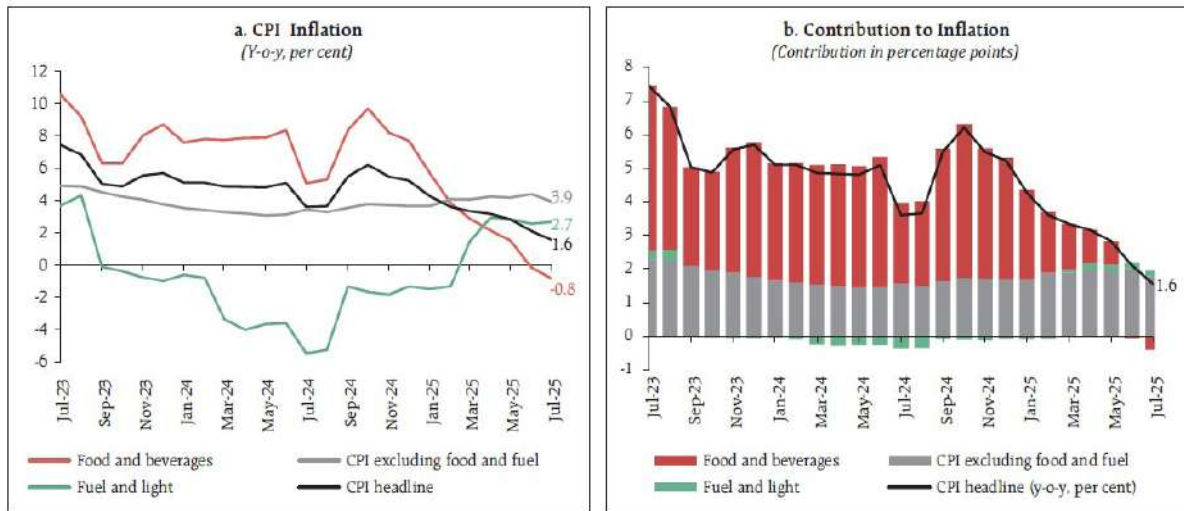 a. CPI Inflation
(Y-o-y, per cent)
12
10
8
6
4
2
0
-2
-4
-6
3.9
2.7
1.6
-0.8
Jul-23
Sep-23
Nov-23
Jan-24
Mar-24
May-24
Jul-24
Sep-24
Nov-24
Jan-25
Mar-25
May-25
Jul-25
Food and beverages
CPI excluding food and fuel
Fuel and light
CPI headline
b. Contribution to Inflation
(Contribution in percentage points)
8
7
6
5
4
3
2
1
0
-1
1.6
Jul-23
Sep-23
Nov-23
Jan-24
Mar-24
May-24
Jul-24
Sep-24
Nov-24
Jan-25
Mar-25
May-25
Jul-25
Food and beverages
CPI excluding food and fuel
Fuel and light
CPI headline (y-o-y, per cent)